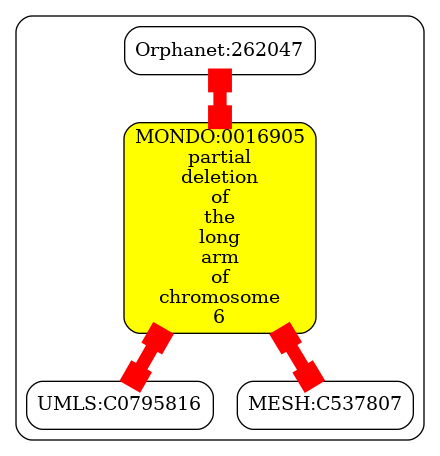 Orphanet:262047
MONDO:0016905
partial
deletion
of
the
long
arm
of
chromosome
6
UMLS:C0795816
MESH:C537807